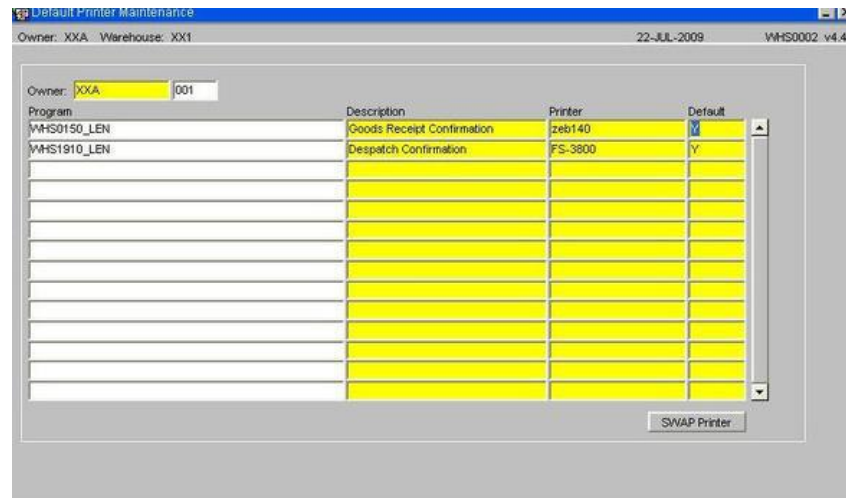 Default Printer Maintenance
Owner: XXA Warehouse: XX1 22-JUL-2009 WHS0002 v4.4
Owner: XXA 001
Program Description Printer Default
WHS0150_LEN Goods Receipt Confirmation zeb140 Y
WHS1910_LEN Despatch Confirmation FS-3800 Y
SWAP Printer